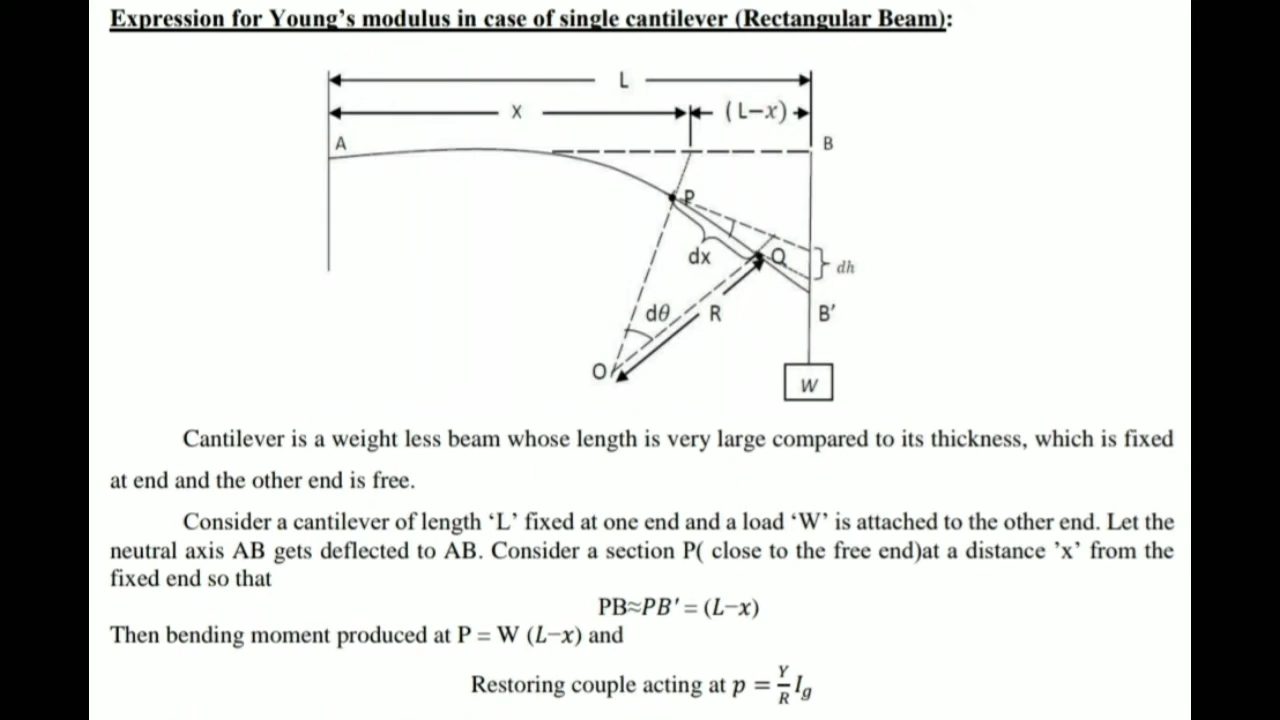 Expression for Young’s modulus in case of single cantilever (Rectangular Beam):
L
X
(L−x)
A
B
P
dx
Q
dh
dθ
R
B′
O
W
Cantilever is a weight less beam whose length is very large compared to its thickness, which is fixed
at end and the other end is free.
Consider a cantilever of length ‘L’ fixed at one end and a load ‘W’ is attached to the other end. Let the
neutral axis AB gets deflected to AB. Consider a section P( close to the free end)at a distance ’x’ from the
fixed end so that
PB≈PB′ = (L−x)
Then bending moment produced at P = W (L−x) and
Restoring couple acting at p = Y/R I_g